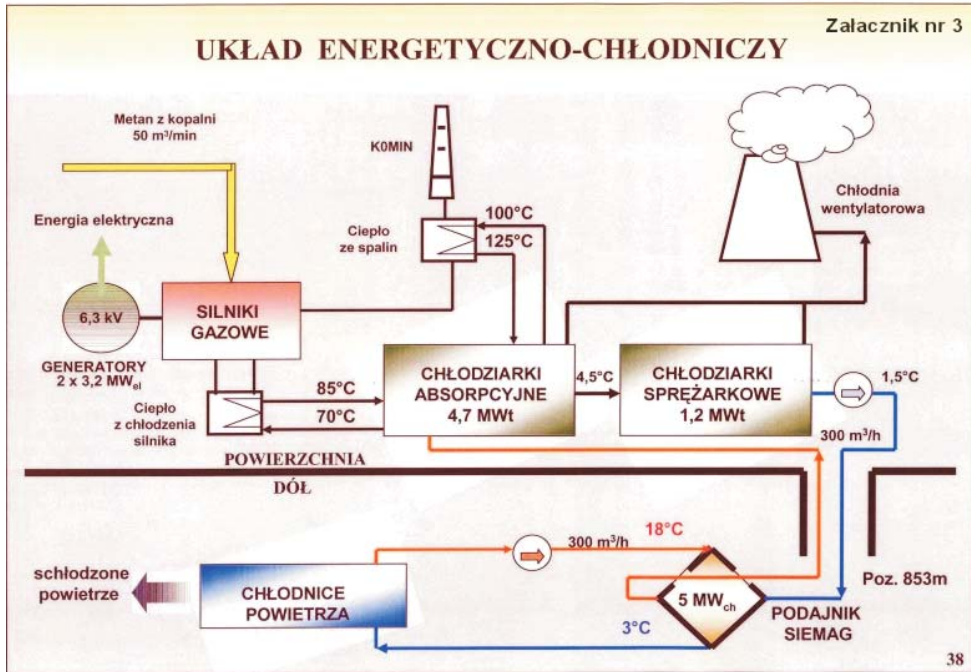 Załacznik nr 3
UKŁAD ENERGETYCZNO-CHŁODNICZY
Metan z kopalni
50 m³/min
K0MIN
Energia elektryczna
Ciepło
ze spalin
100°C
125°C
Chłodnia
wentylatorowa
6,3 kV
SILNIKI
GAZOWE
GENERATORY
2 x 3,2 MWel
Ciepło
z chłodzenia
silnika
85°C
70°C
CHŁODZIARKI
ABSORPCYJNE
4,7 MWt
4,5°C
CHŁODZIARKI
SPRĘŻARKOWE
1,2 MWt
1,5°C
300 m³/h
POWIERZCHNIA
DÓŁ
300 m³/h
18°C
schłodzone
powietrze
CHŁODNICE
POWIETRZA
5 MWch
3°C
Poz. 853m
PODAJNIK
SIEMAG
38